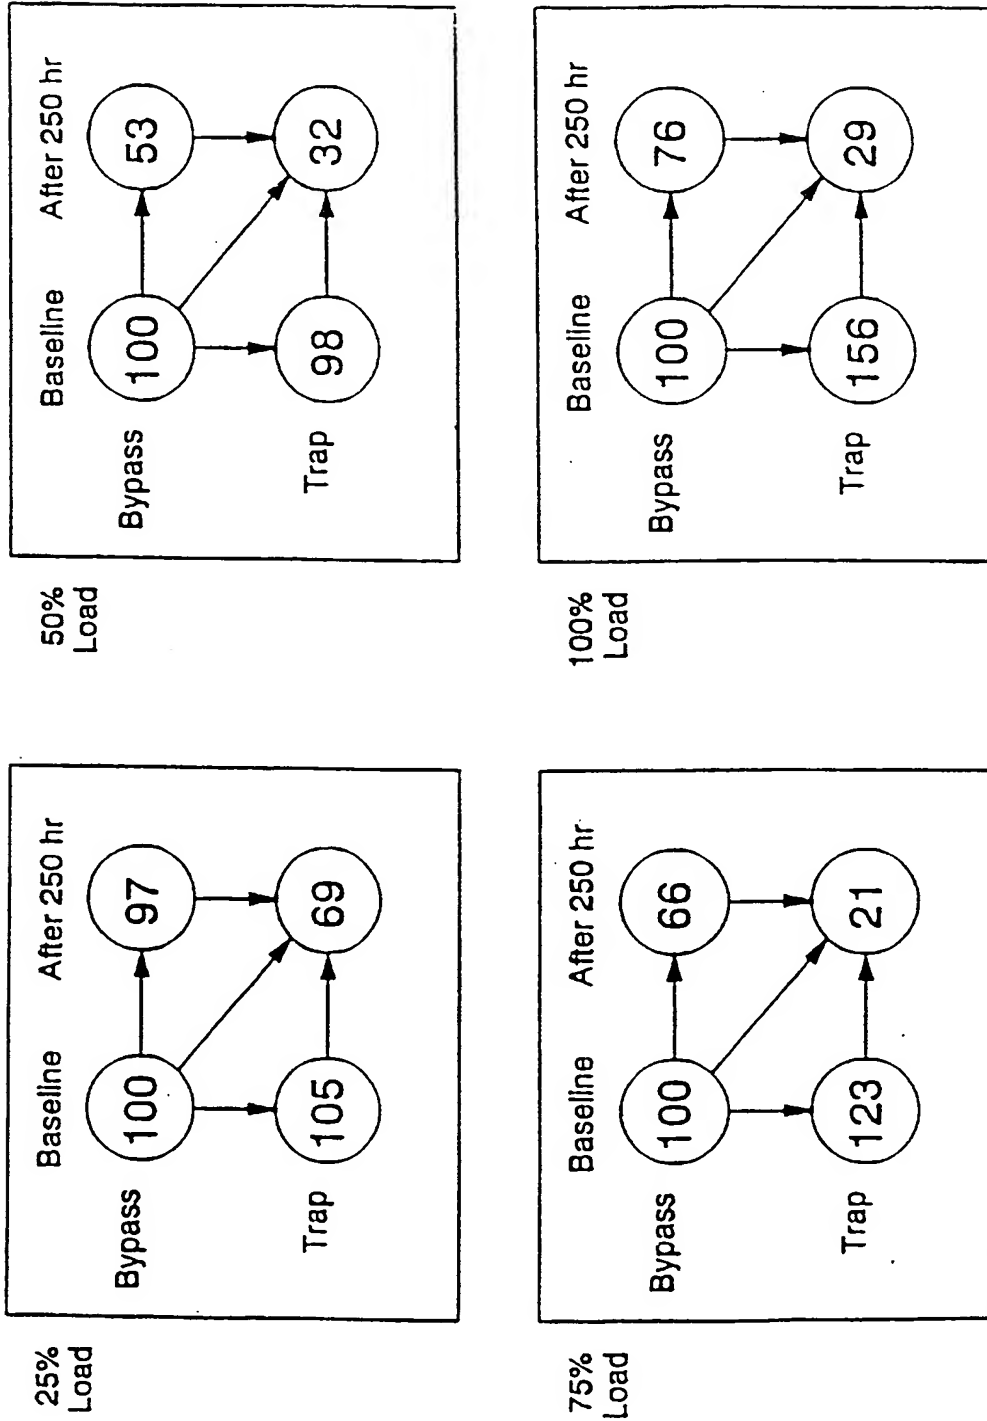 25%
Load
Baseline
After 250 hr
Bypass
100
97
Trap
105
69
50%
Load
Baseline
After 250 hr
Bypass
100
53
Trap
98
32
75%
Load
Baseline
After 250 hr
Bypass
100
66
Trap
123
21
100%
Load
Baseline
After 250 hr
Bypass
100
76
Trap
156
29